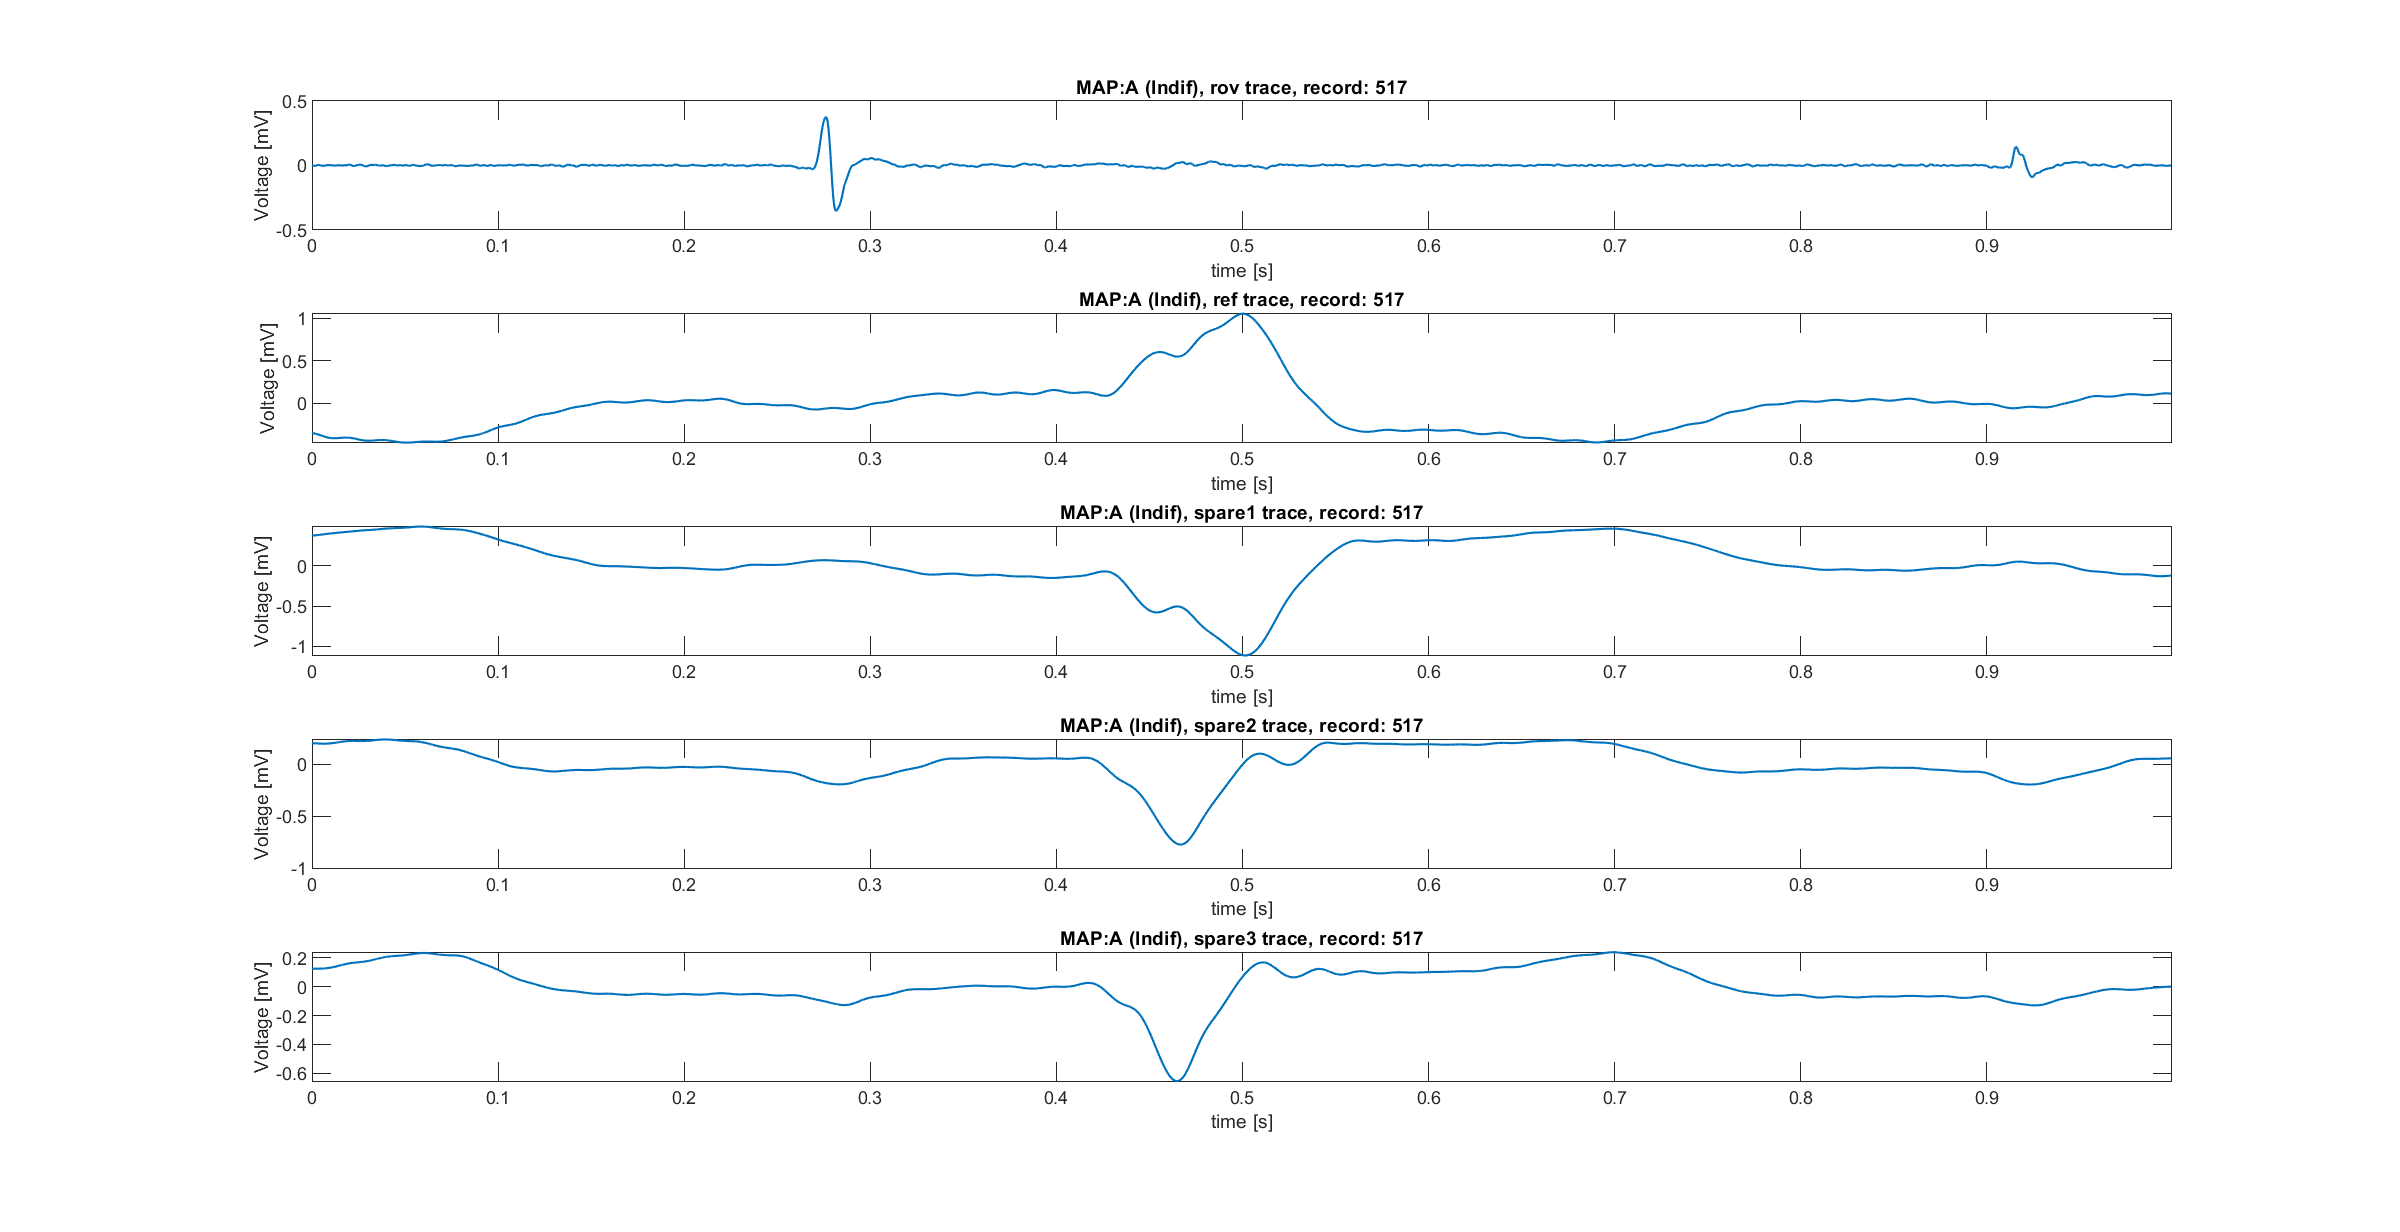 MAP:A (Indif), rov trace, record: 517
Voltage [mV]
0.5
0
-0.5
0 0.1 0.2 0.3 0.4 0.5 0.6 0.7 0.8 0.9
time [s]
MAP:A (Indif), ref trace, record: 517
Voltage [mV]
1
0.5
0
0 0.1 0.2 0.3 0.4 0.5 0.6 0.7 0.8 0.9
time [s]
MAP:A (Indif), spare1 trace, record: 517
Voltage [mV]
0
-0.5
-1
0 0.1 0.2 0.3 0.4 0.5 0.6 0.7 0.8 0.9
time [s]
MAP:A (Indif), spare2 trace, record: 517
Voltage [mV]
0
-0.5
-1
0 0.1 0.2 0.3 0.4 0.5 0.6 0.7 0.8 0.9
time [s]
MAP:A (Indif), spare3 trace, record: 517
Voltage [mV]
0.2
0
-0.2
-0.4
-0.6
0 0.1 0.2 0.3 0.4 0.5 0.6 0.7 0.8 0.9
time [s]